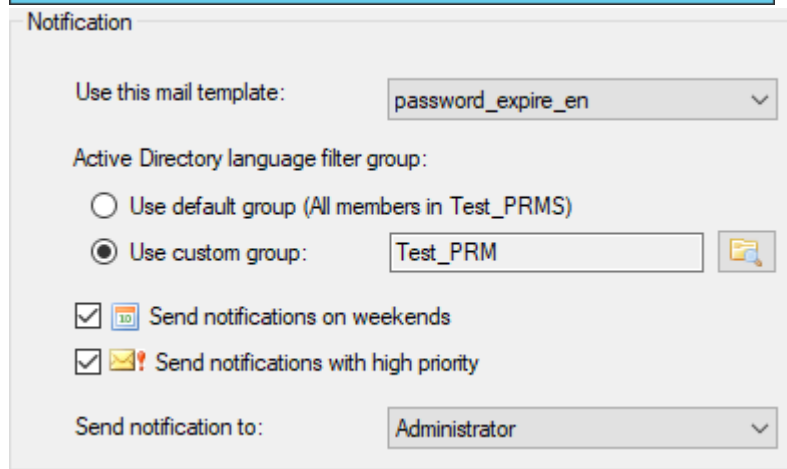 Notification
Use this mail template: password_expire_en
Active Directory language filter group:
Use default group (All members in Test_PRMS)
Use custom group: Test_PRM
10 Send notifications on weekends
Send notifications with high priority
Send notification to: Administrator